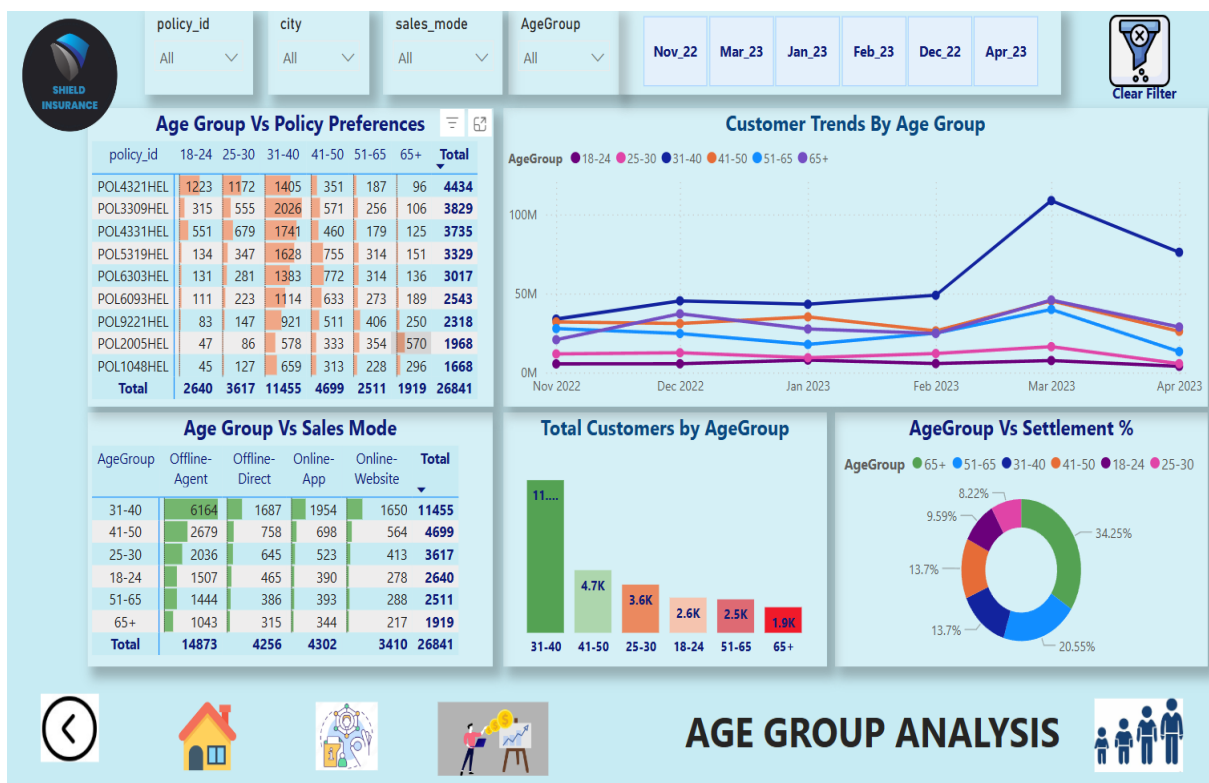 policy_id city sales_mode AgeGroup
All All All All
Nov_22 Mar_23 Jan_23 Feb_23 Dec_22 Apr_23
SHIELD
INSURANCE
Clear Filter
Age Group Vs Policy Preferences
policy_id 18-24 25-30 31-40 41-50 51-65 65+ Total
POL4321HEL 1223 1172 1405 351 187 96 4434
POL3309HEL 315 555 2026 571 256 106 3829
POL4331HEL 551 679 1741 460 179 125 3735
POL5319HEL 134 347 1628 755 314 151 3329
POL6303HEL 131 281 1383 772 314 136 3017
POL6093HEL 111 223 1114 633 273 189 2543
POL9221HEL 83 147 921 511 406 250 2318
POL2005HEL 47 86 578 333 354 570 1968
POL1048HEL 45 127 659 313 228 296 1668
Total 2640 3617 11455 4699 2511 1919 26841
Customer Trends By Age Group
AgeGroup 18-24 25-30 31-40 41-50 51-65 65+
100M
50M
0M
Nov 2022 Dec 2022 Jan 2023 Feb 2023 Mar 2023 Apr 2023
Age Group Vs Sales Mode
AgeGroup Offline- Offline- Online- Online- Total
Agent Direct App Website
31-40 6164 1687 1954 1650 11455
41-50 2679 758 698 564 4699
25-30 2036 645 523 413 3617
18-24 1507 465 390 278 2640
51-65 1444 386 393 288 2511
65+ 1043 315 344 217 1919
Total 14873 4256 4302 3410 26841
Total Customers by AgeGroup
11....
4.7K
3.6K
2.6K
2.5K
1.9K
31-40 41-50 25-30 18-24 51-65 65+
AgeGroup Vs Settlement %
AgeGroup 65+ 51-65 31-40 41-50 18-24 25-30
8.22%
9.59%
34.25%
13.7%
13.7%
20.55%
AGE GROUP ANALYSIS